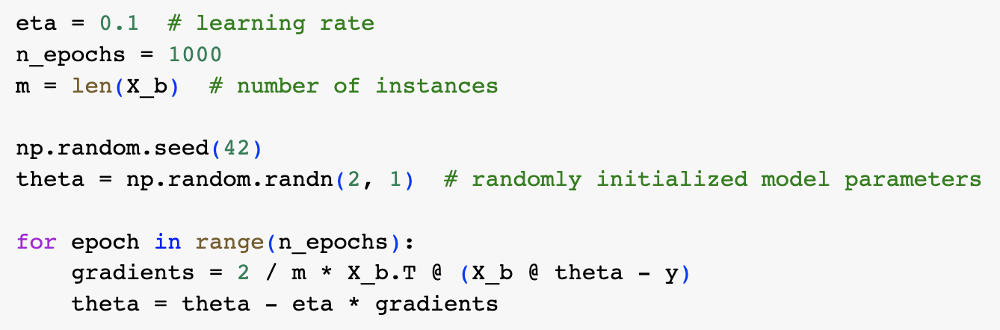 eta = 0.1  # learning rate
n_epochs = 1000
m = len(X_b)  # number of instances
np.random.seed(42)
theta = np.random.randn(2, 1)  # randomly initialized model parameters
for epoch in range(n_epochs):
    gradients = 2 / m * X_b.T @ (X_b @ theta - y)
    theta = theta - eta * gradients